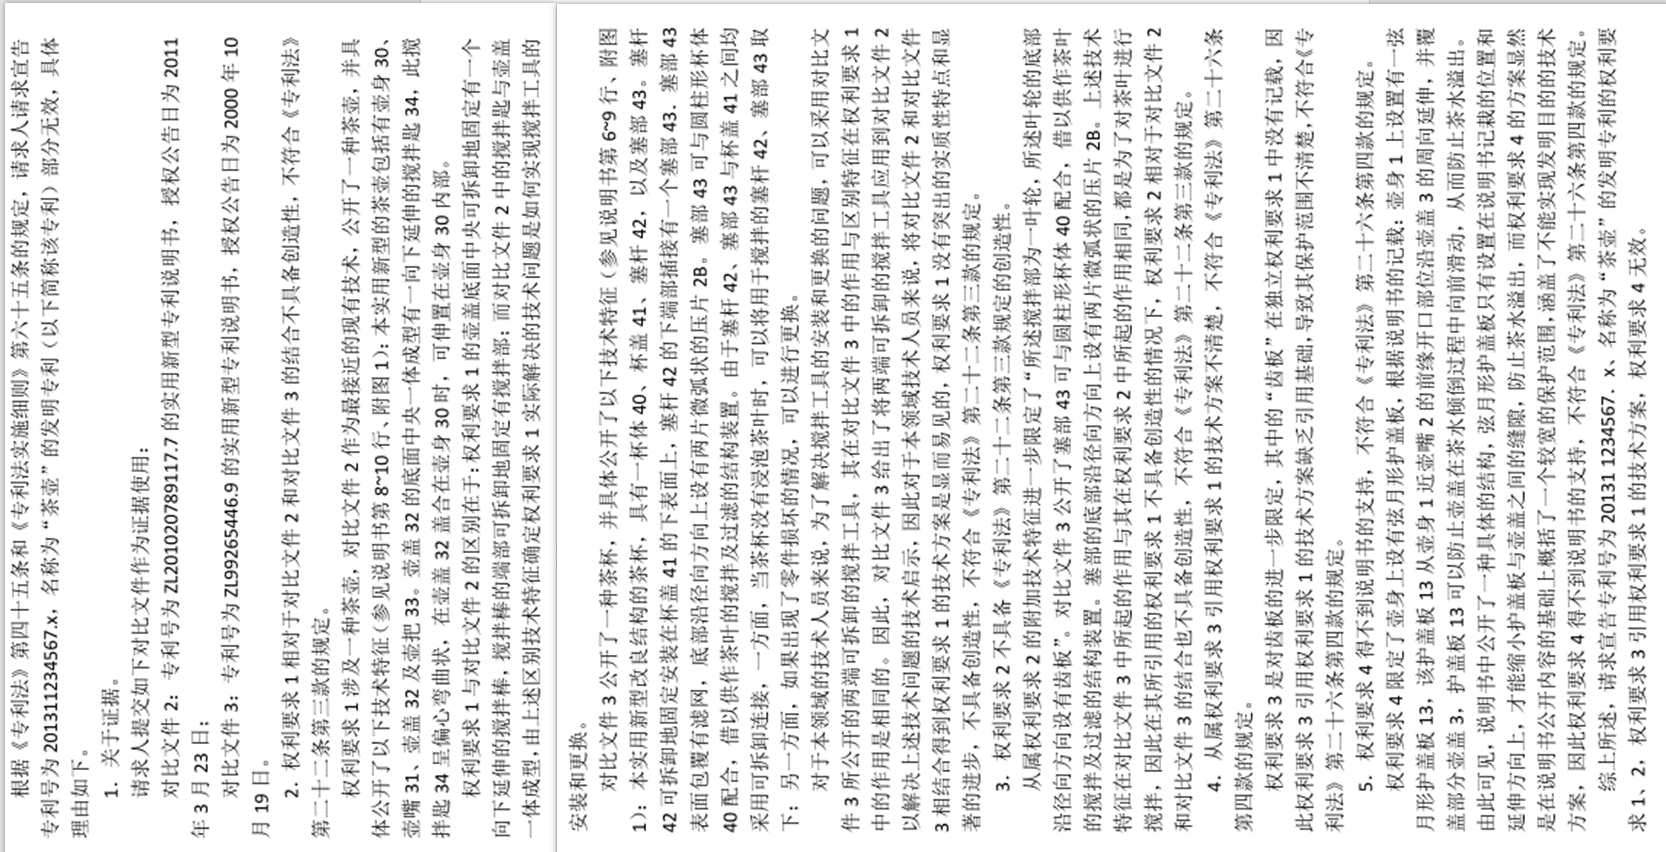 根据《专利法》第四十五条和《专利法实施细则》第六十五条的规定，请求人请求宣告
专利号为 201311234567.x，名称为“茶壶”的发明专利（以下简称该专利）部分无效，具体
理由如下。
1. 关于证据。
请求人提交如下对比文件作为证据使用：
对比文件 2：专利号为 ZL201020789117.7 的实用新型专利说明书，授权公告日为 2011
年 3 月 23 日；
对比文件 3：专利号为 ZL99265446.9 的实用新型专利说明书，授权公告日为 2000 年 10
月 19 日。
2. 权利要求 1 相对于对比文件 2 和对比文件 3 的结合不具备创造性，不符合《专利法》
第二十二条第三款的规定。
权利要求 1 涉及一种茶壶，对比文件 2 作为最接近的现有技术，公开了一种茶壶，并具
体公开了以下技术特征（参见说明书第 8~10 行、附图 1）：本实用新型的茶壶包括有壶身 30、
壶嘴 31、壶盖 32 及壶把 33。壶盖 32 的底面中央一体成型有一向下延伸的搅拌匙 34，此搅
拌匙 34 呈偏心弯曲状，在壶盖 32 盖合在壶身 30 时，可伸置在壶身 30 内部。
权利要求 1 与对比文件 2 的区别在于：权利要求 1 的壶盖底面中央可拆卸地固定有一个
向下延伸的搅拌棒，搅拌棒的端部可拆卸地固定有搅拌部；而对比文件 2 中的搅拌匙与壶盖
一体成型，由上述区别技术特征确定权利要求 1 实际解决的技术问题是如何实现搅拌工具的
安装和更换。
对比文件 3 公开了一种茶杯，并具体公开了以下技术特征（参见说明书第 6~9 行、附图
1）：本实用新型改良结构的茶杯，具有一杯体 40、杯盖 41、塞杆 42，以及塞部 43。塞杆
42 可拆卸地固定安装在杯盖 41 的下表面上，塞杆 42 的下端部插接有一个塞部 43．塞部 43
表面包覆有滤网，底部沿径向方向上设有两片微弧状的压片 2B。塞部 43 可与圆柱形杯体
40 配合，借以供作茶叶的搅拌及过滤的结构装置。由于塞杆 42、塞部 43 与杯盖 41 之间均
采用可拆卸连接，一方面，当茶杯没有浸泡茶叶时，可以将用于搅拌的塞杆 42、塞部 43 取
下；另一方面，如果出现了零件损坏的情况，可以进行更换。
对于本领域的技术人员来说，为了解决搅拌工具的安装和更换的问题，可以采用对比文
件 3 所公开的两端可拆卸的搅拌工具，其在对比文件 3 中的作用与区别特征在权利要求 1
中的作用是相同的。因此，对比文件 3 给出了将两端可拆卸的搅拌工具应用到对比文件 2
以解决上述技术问题的技术启示，因此对于本领域技术人员来说，将对比文件 2 和对比文件
3 相结合得到权利要求 1 的技术方案是显而易见的，权利要求 1 没有突出的实质性特点和显
著的进步，不具备创造性，不符合《专利法》第二十二条第三款的规定。
3. 权利要求 2 不具备《专利法》第二十二条第三款规定的创造性。
从属权利要求 2 的附加技术特征进一步限定了“所述搅拌部为一叶轮，所述叶轮的底部
沿径向方向设有齿板”。对比文件 3 公开了塞部 43 可与圆柱形杯体 40 配合，借以供作茶叶
的搅拌及过滤的结构装置。塞部的底部沿径向方向上设有两片微弧状的压片 2B。上述技术
特征在对比文件 3 中所起的作用与其在权利要求 2 中所起的作用相同，都是为了对茶叶进行
搅拌，因此在其所引用的权利要求 1 不具备创造性的情况下，权利要求 2 相对于对比文件 2
和对比文件 3 的结合也不具备创造性，不符合《专利法》第二十二条第三款的规定。
4. 从属权利要求 3 引用权利要求 1 的技术方案不清楚，不符合《专利法》第二十六条
第四款的规定。
权利要求 3 是对齿板的进一步限定，其中的“齿板”在独立权利要求 1 中没有记载，因
此权利要求 3 引用权利要求 1 的技术方案缺乏引用基础，导致其保护范围不清楚，不符合《专
利法》第二十六条第四款的规定。
5. 权利要求 4 得不到说明书的支持，不符合《专利法》第二十六条第四款的规定。
权利要求 4 限定了壶身上设有弦月形护盖板，根据说明书的记载：壶身 1 上设置有一弦
月形护盖板 13，该护盖板 13 从壶身 1 近壶嘴 2 的前缘开口部位沿壶盖 3 的周向延伸，并覆
盖部分壶盖 3，护盖板 13 可以防止壶盖在茶水倾倒过程中向前滑动，从而防止茶水溢出。
由此可见，说明书中公开了一种具体的结构，弦月形护盖板只有设置在说明书记载的位置和
延伸方向上，才能缩小护盖板与壶盖之间的缝隙，防止茶水溢出，而权利要求 4 的方案显然
是在说明书公开内容的基础上概括了一个较宽的保护范围，涵盖了不能实现发明目的的技术
方案，因此权利要求 4 得不到说明书的支持，不符合《专利法》第二十六条第四款的规定。
综上所述，请求宣告专利号为 201311234567. x、名称为“茶壶”的发明专利的权利要
求 1、2，权利要求 3 引用权利要求 1 的技术方案，权利要求 4 无效。